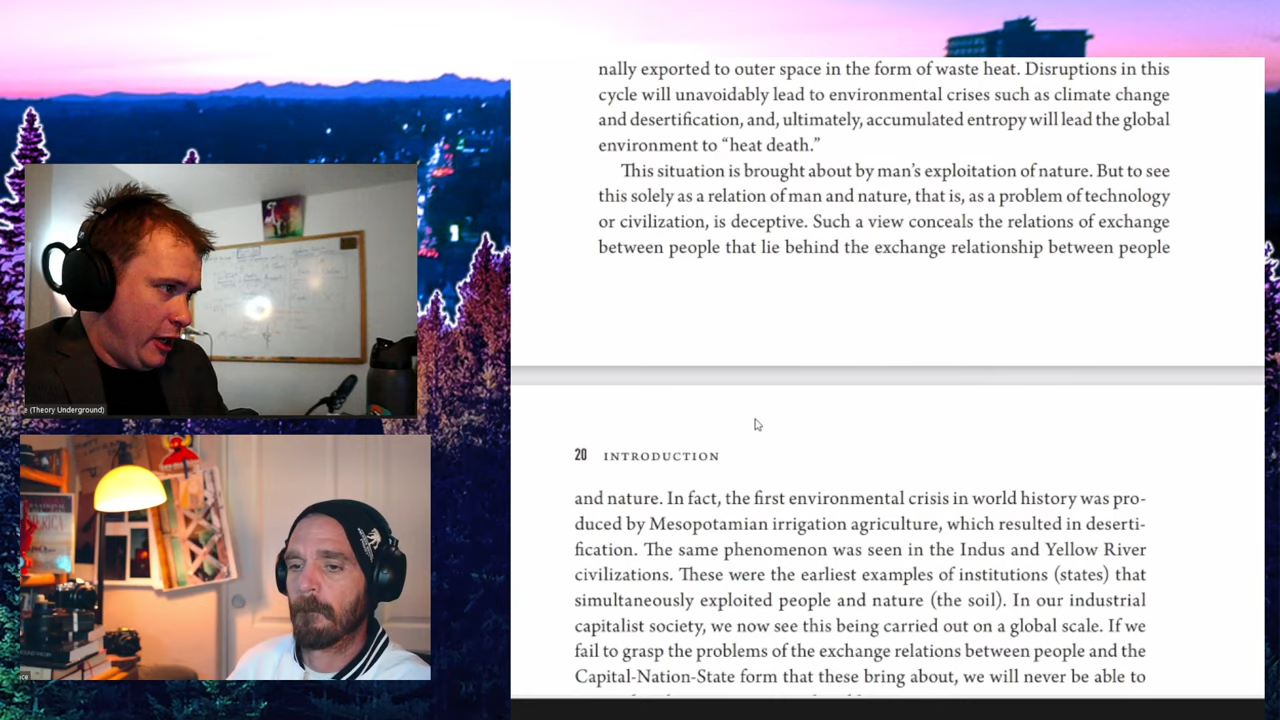 nally exported to outer space in the form of waste heat. Disruptions in this
cycle will unavoidably lead to environmental crises such as climate change
and desertification, and, ultimately, accumulated entropy will lead the global
environment to “heat death.”
This situation is brought about by man’s exploitation of nature. But to see
this solely as a relation of man and nature, that is, as a problem of technology
or civilization, is deceptive. Such a view conceals the relations of exchange
between people that lie behind the exchange relationship between people
20 INTRODUCTION
and nature. In fact, the first environmental crisis in world history was pro-
duced by Mesopotamian irrigation agriculture, which resulted in deserti-
fication. The same phenomenon was seen in the Indus and Yellow River
civilizations. These were the earliest examples of institutions (states) that
simultaneously exploited people and nature (the soil). In our industrial
capitalist society, we now see this being carried out on a global scale. If we
fail to grasp the problems of the exchange relations between people and the
Capital-Nation-State form that these bring about, we will never be able to
e (Theory Underground)